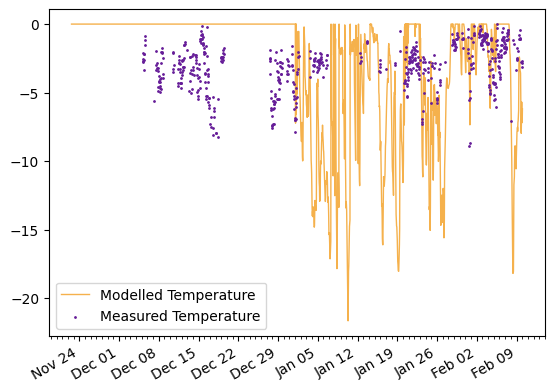 0
−5
−10
−15
−20
Modelled Temperature
Measured Temperature
Nov 24
Dec 01
Dec 08
Dec 15
Dec 22
Dec 29
Jan 05
Jan 12
Jan 19
Jan 26
Feb 02
Feb 09